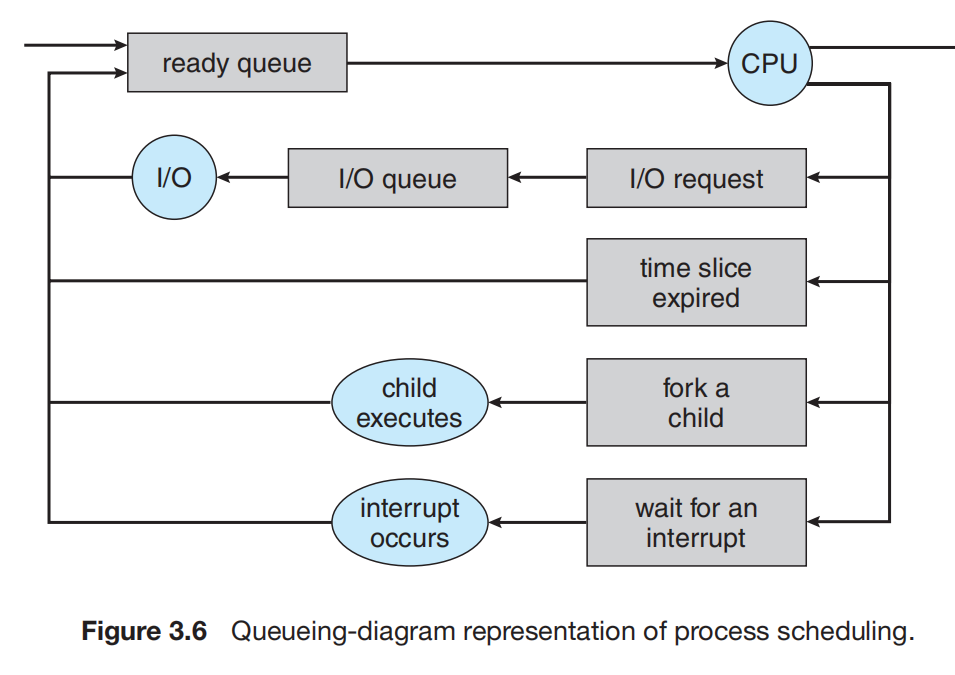 ready queue
CPU
I/O
I/O queue
I/O request
time slice
expired
child
executes
fork a
child
interrupt
occurs
wait for an
interrupt
Figure 3.6 Queueing-diagram representation of process scheduling.